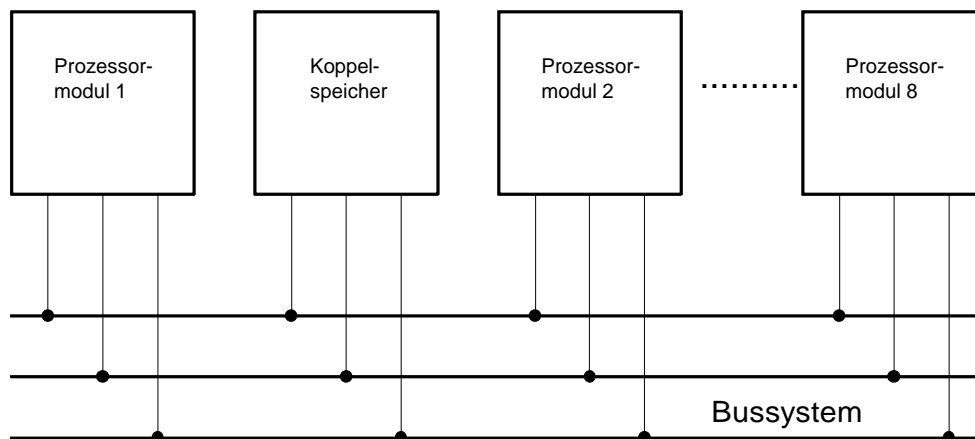 Prozessor-
modul 1
Koppel-
speicher
Prozessor-
modul 2
Prozessor-
modul 8
Bussystem